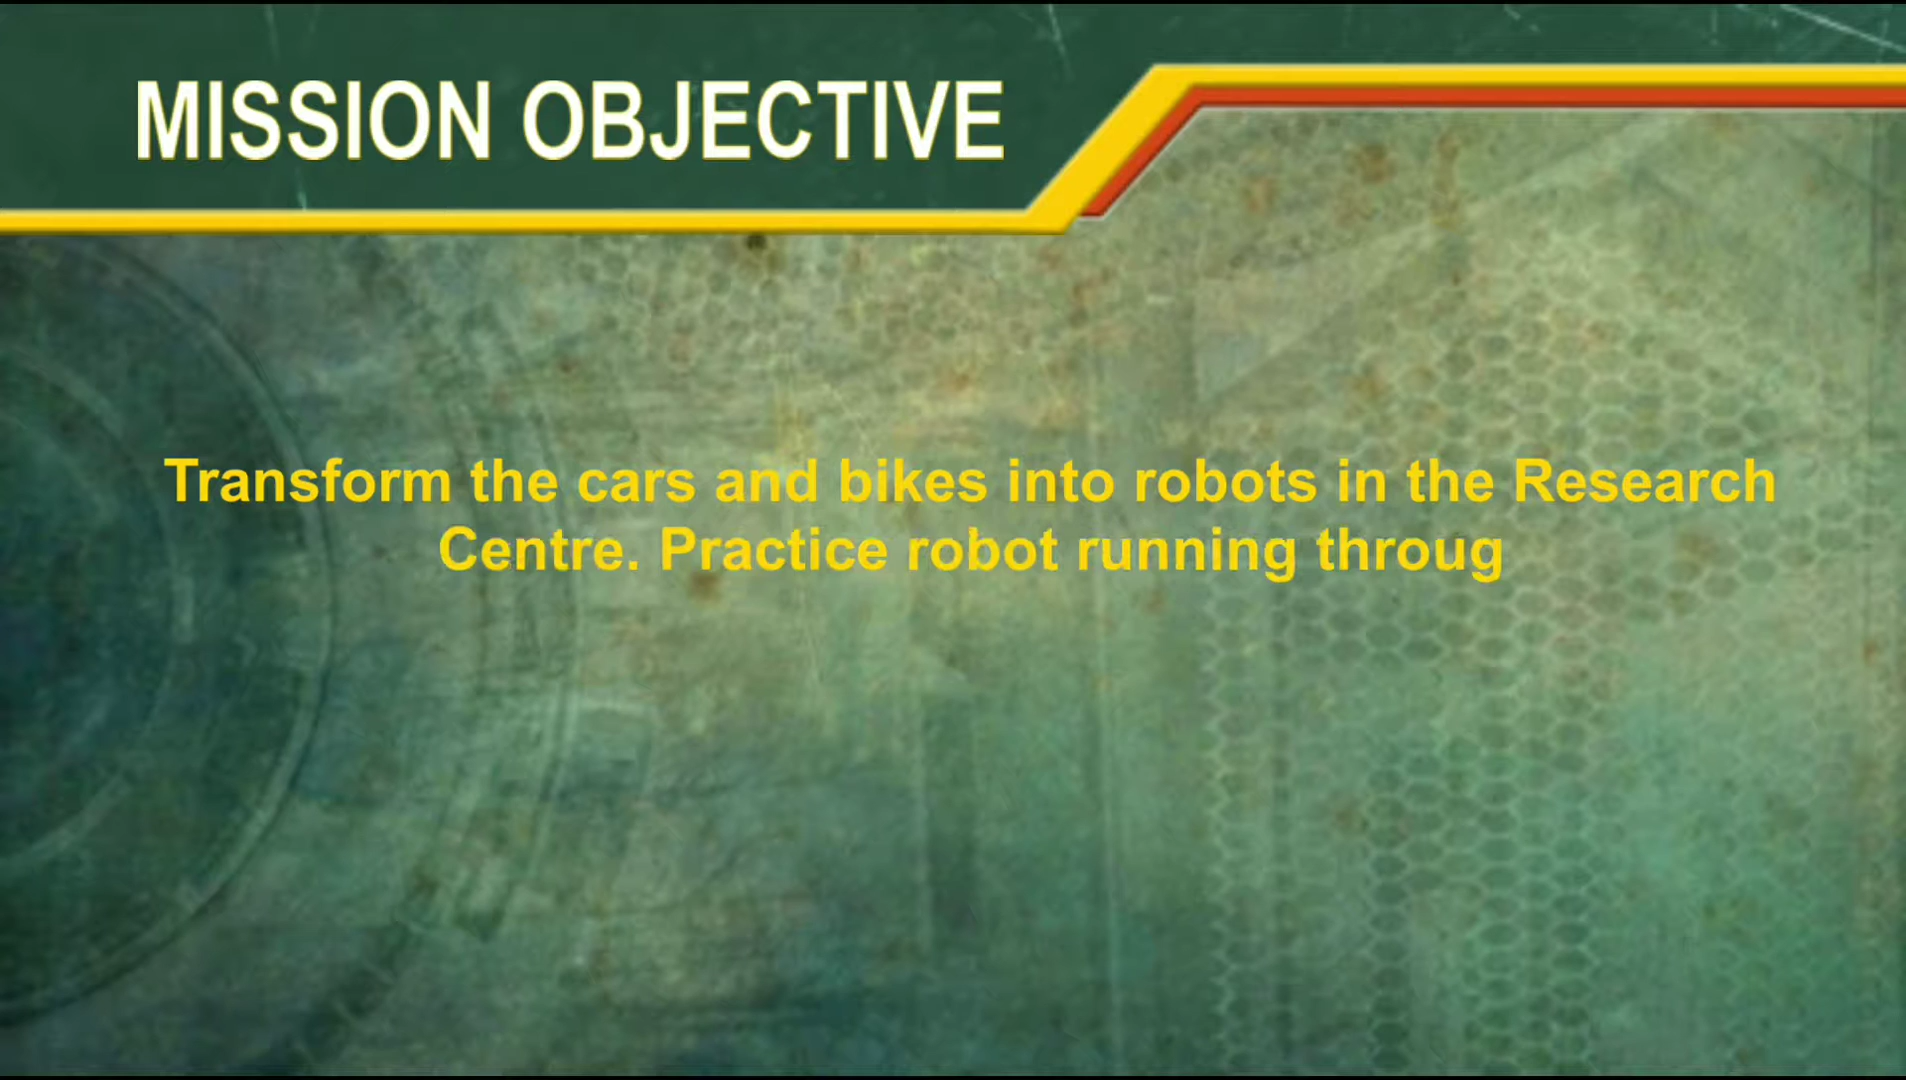 MISSION OBJECTIVE
Transform the cars and bikes into robots in the Research
Centre. Practice robot running throug